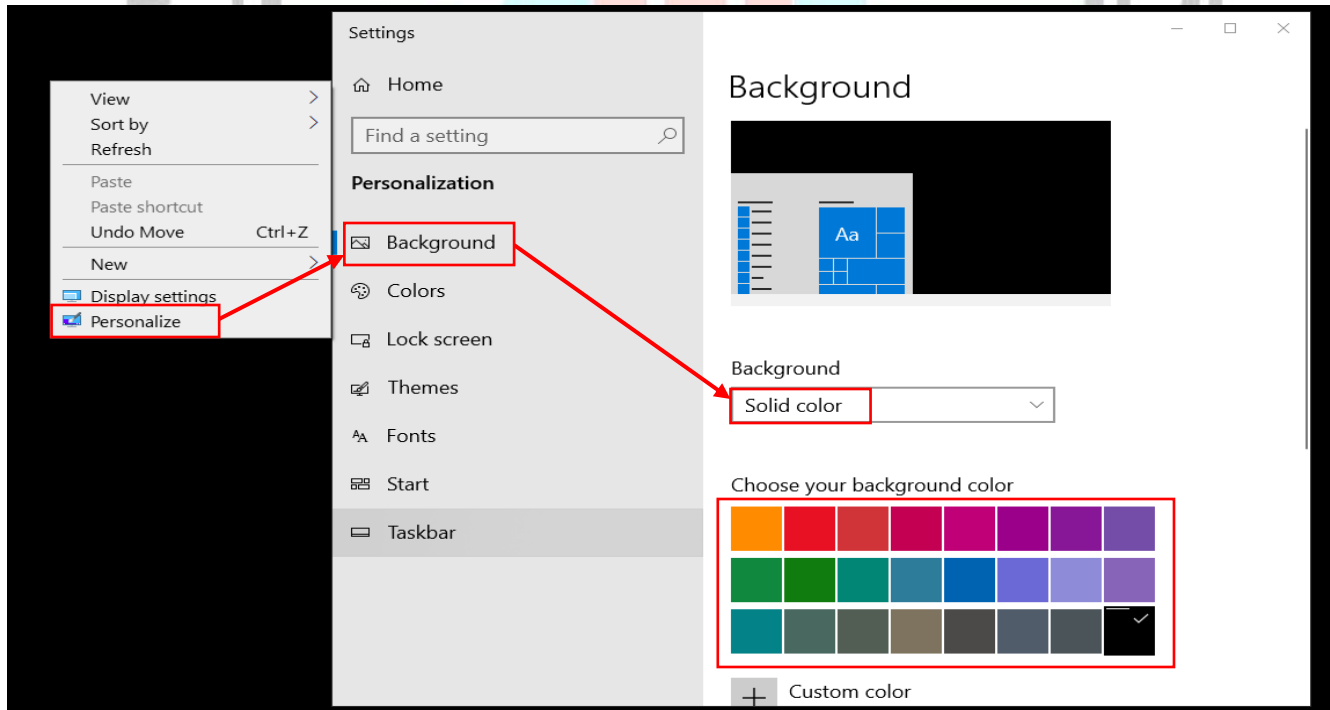 View
Sort by
Refresh
Paste
Paste shortcut
Undo Move Ctrl+Z
New
Display settings
Personalize
Settings
Home
Find a setting
Personalization
Background
Colors
Lock screen
Themes
Fonts
Start
Taskbar
Background
Aa
Background
Solid color
Choose your background color
Custom color